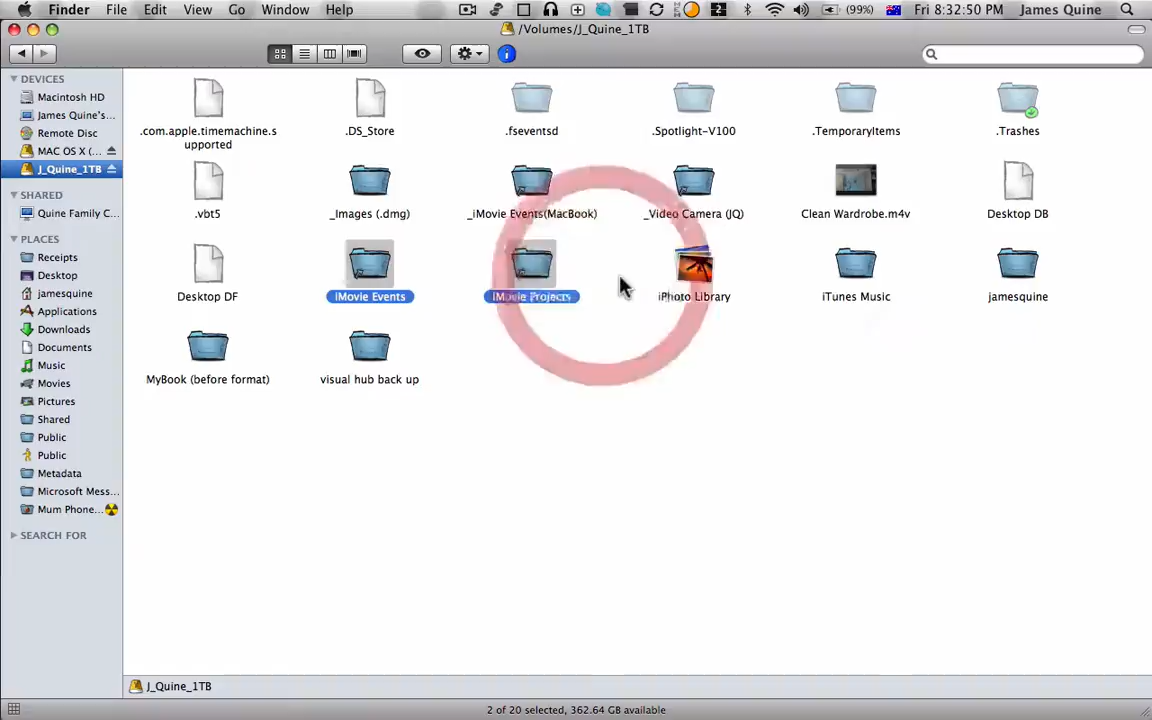 Finder File Edit View Go Window Help 2 (99%) Fri 8:32:50 PM James Quine
/Volumes/J_Quine_1TB
DEVICES
Macintosh HD
James Quine's...
Remote Disc
MAC OS X (...
J_Quine_1TB
SHARED
Quine Family C...
PLACES
Receipts
Desktop
jamesquine
Applications
Downloads
Documents
Music
Movies
Pictures
Shared
Public
Public
Metadata
Microsoft Mess...
Mum Phone...
SEARCH FOR
.com.apple.timemachine.s
upported
.DS_Store
.fseventsd
.Spotlight-V100
.TemporaryItems
.Trashes
.vbt5
_Images (.dmg)
_iMovie Events(MacBook)
_Video Camera (JQ)
Clean Wardrobe.m4v
Desktop DB
Desktop DF
iMovie Events
iMovie Projects
iPhoto Library
iTunes Music
jamesquine
MyBook (before format)
visual hub back up
J_Quine_1TB
2 of 20 selected, 362.64 GB available